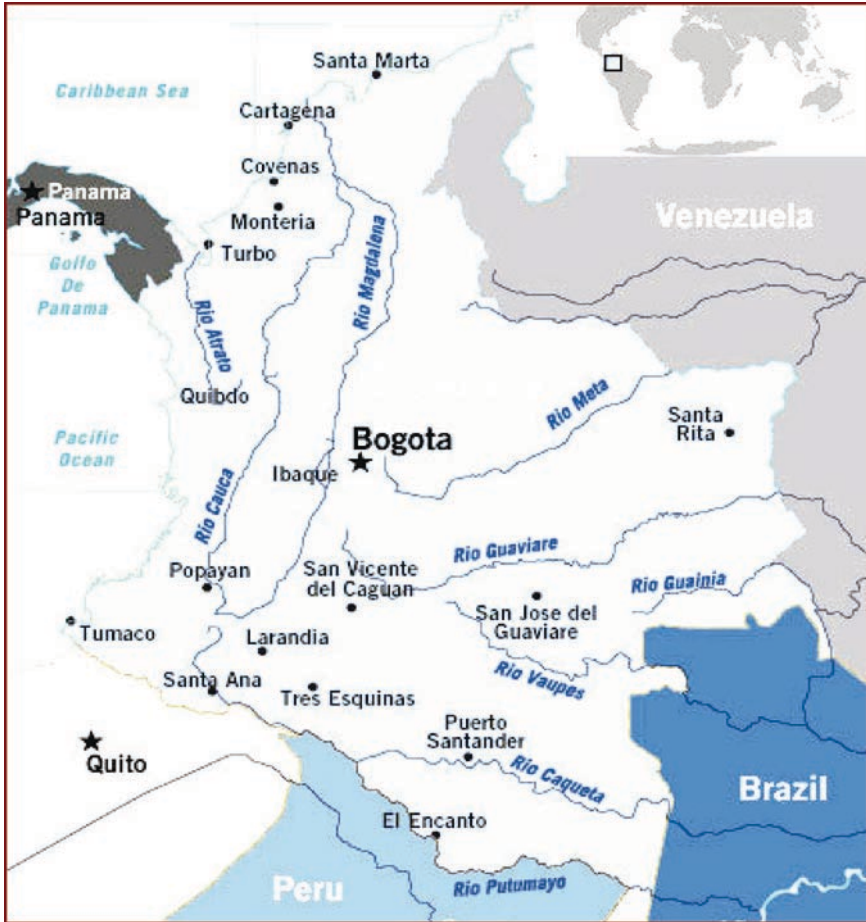 Santa Marta
Caribbean Sea
Cartagena
Covenas
Panama
Panama
Monteria
Venezuela
Turbo
Golfo
De
Panama
Rio Magdalena
Rio Atrato
Quibdo
Rio Meta
Santa
Rita
Pacific
Ocean
Bogota
Ibaque
Rio Cauca
Rio Guaviare
Popayan
San Vicente
del Caguan
Rio Guainia
San Jose del
Guaviare
Tumaco
Larandia
Santa Ana
Tres Esquinas
Rio Vaupes
Puerto
Santander
Quito
Rio Caqueta
Brazil
El Encanto
Peru
Rio Putumayo